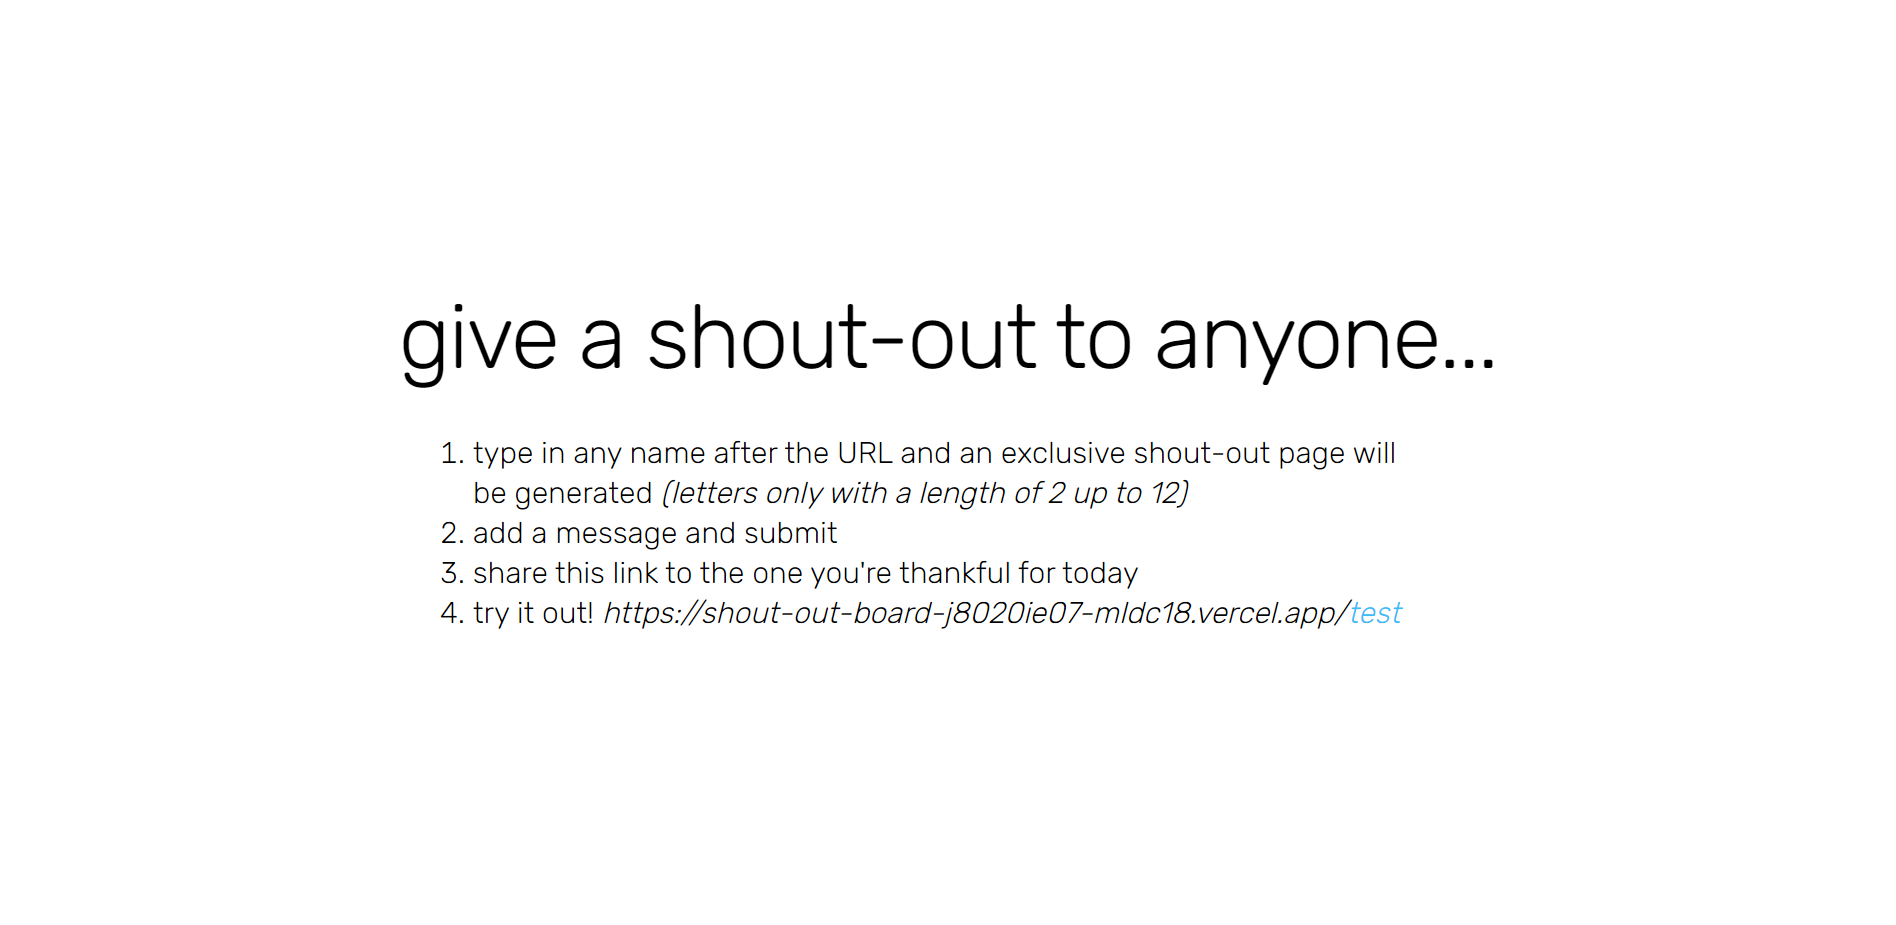 give a shout-out to anyone...
1. type in any name after the URL and an exclusive shout-out page will
be generated (letters only with a length of 2 up to 12)
2. add a message and submit
3. share this link to the one you're thankful for today
4. try it out! https://shout-out-board-j8020ie07-mldc18.vercel.app/test